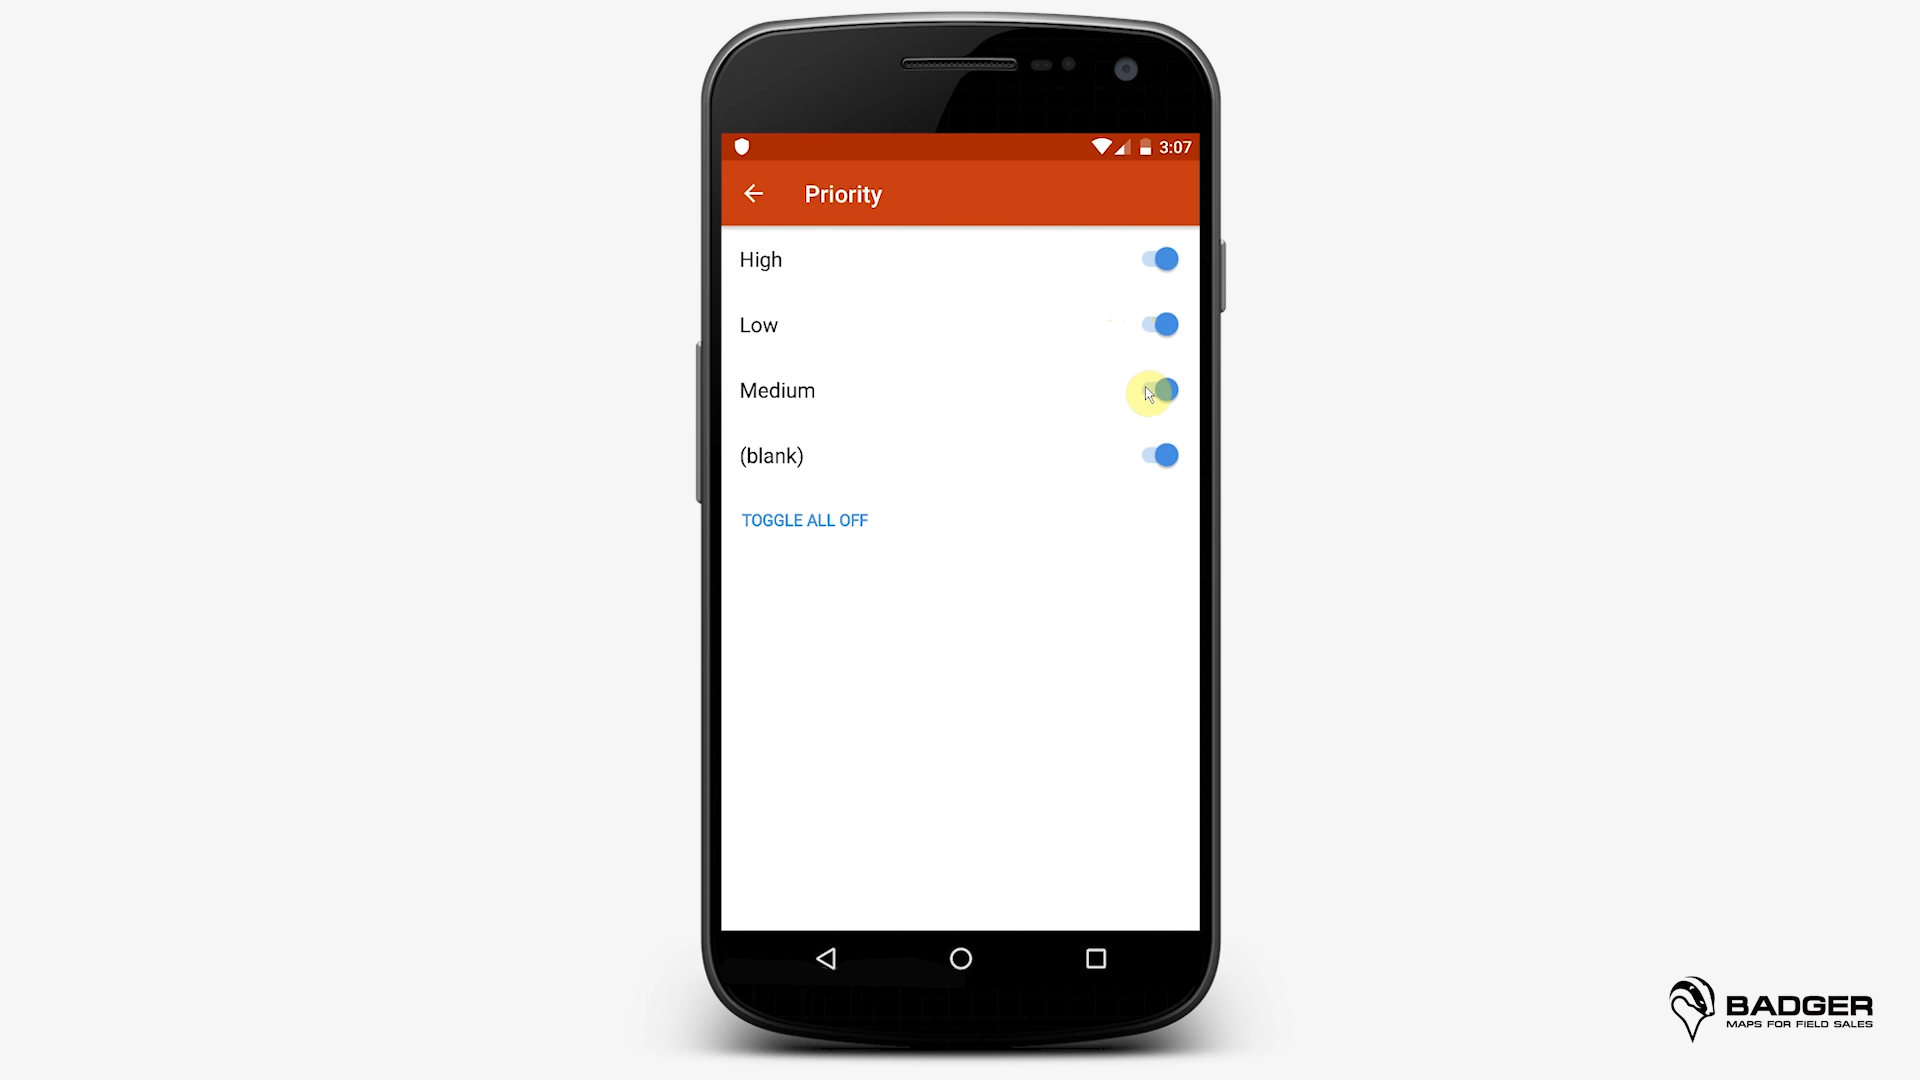 3:07
Priority
High
Low
Medium
(blank)
TOGGLE ALL OFF
BADGER
MAPS FOR FIELD SALES